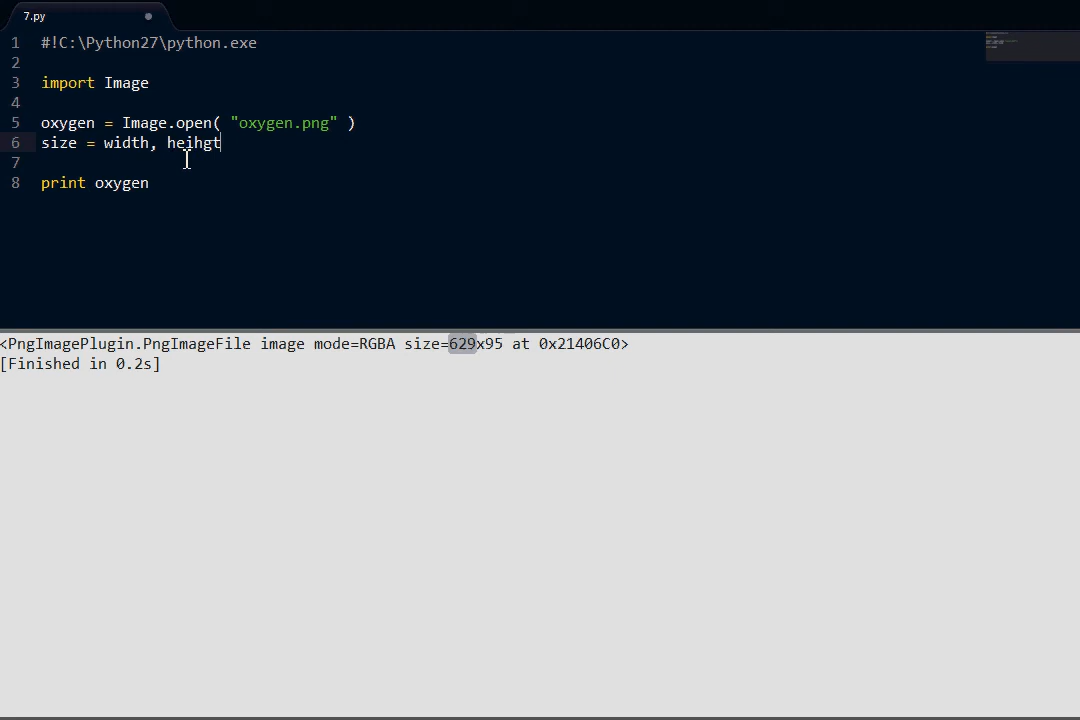 7.py
1 #!C:\Python27\python.exe
2
3 import Image
4
5 oxygen = Image.open( "oxygen.png" )
6 size = width, heihgt
7
8 print oxygen
<PngImagePlugin.PngImageFile image mode=RGBA size=629x95 at 0x21406C0>
[Finished in 0.2s]